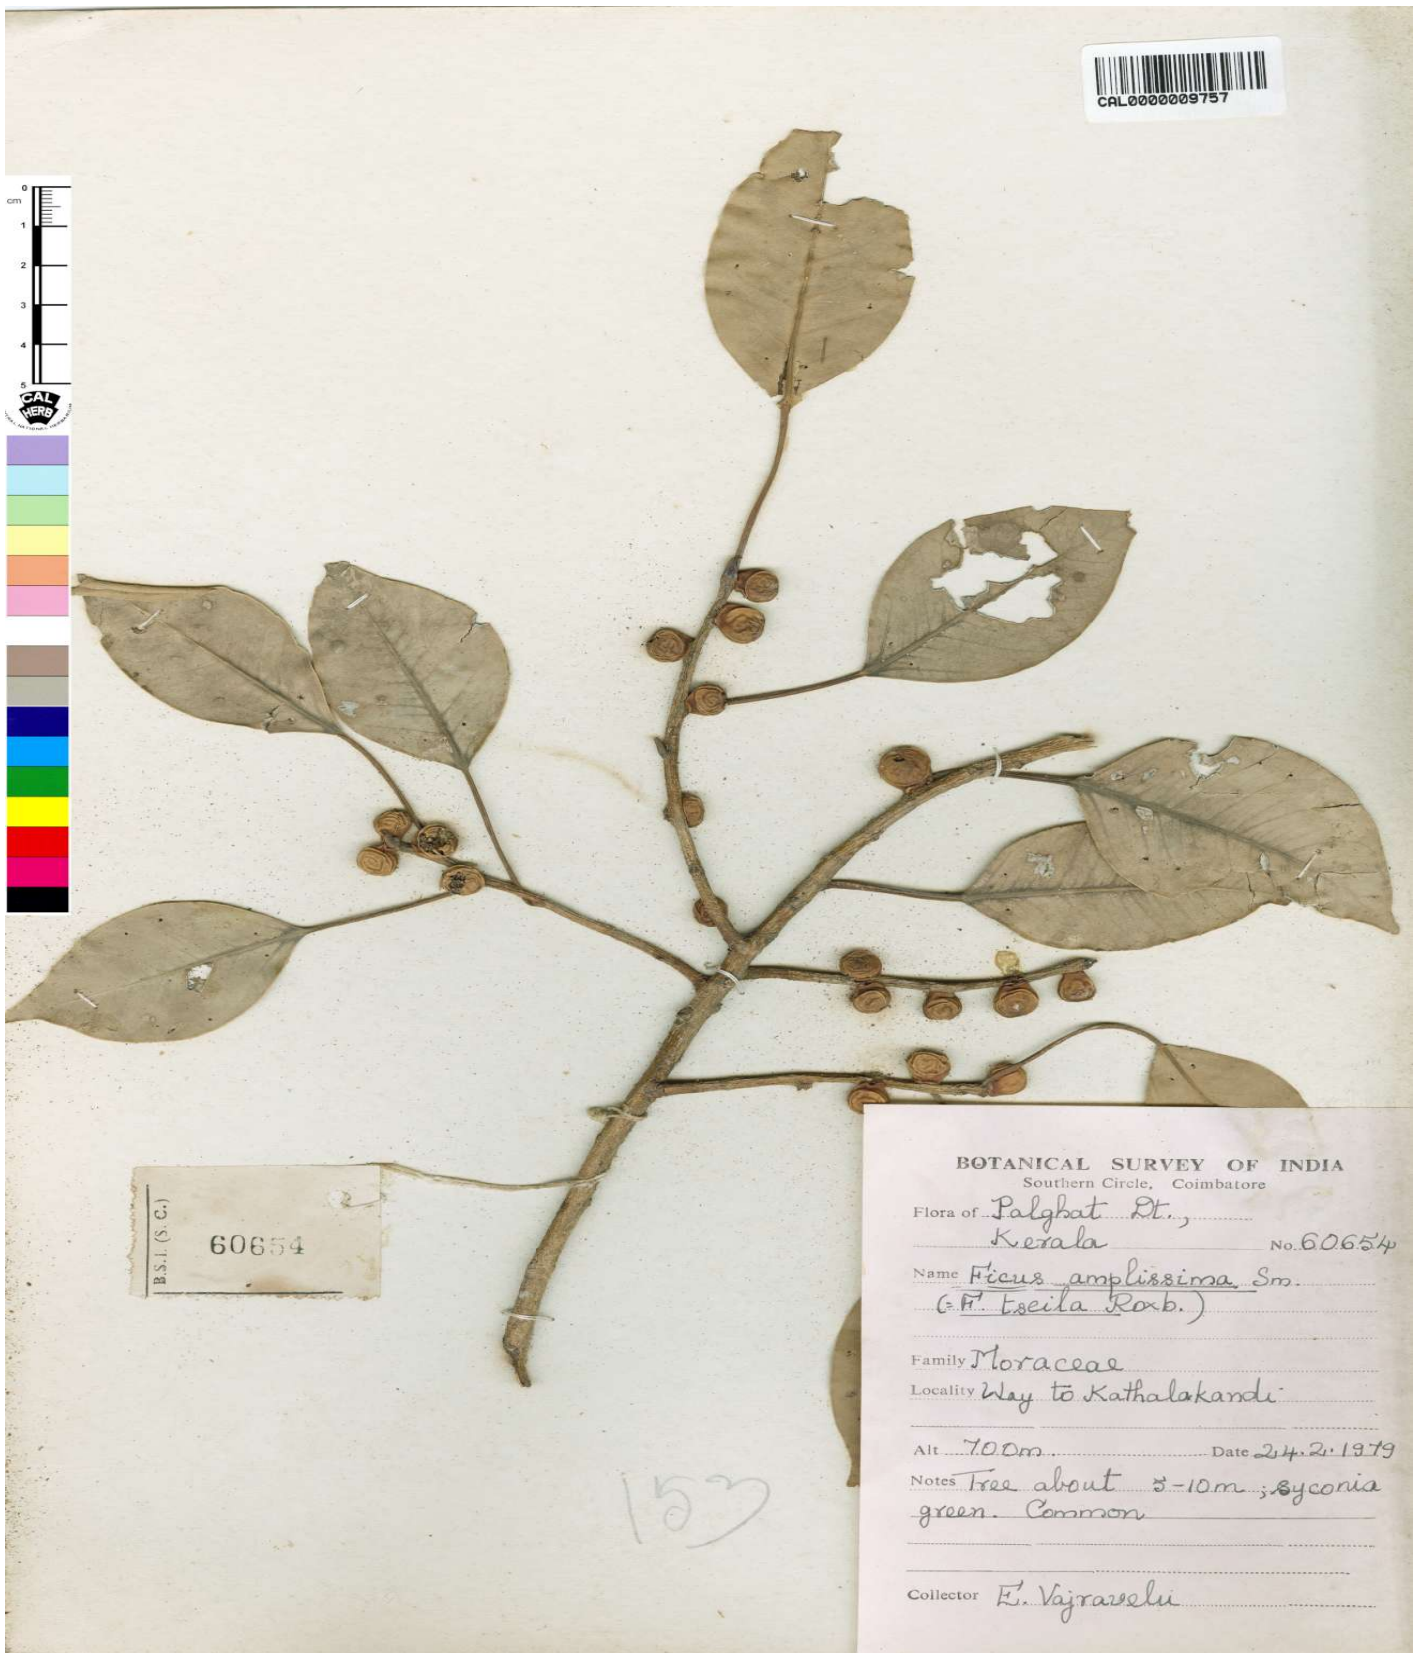 CAL0000009757
0
cm
1
2
3
4
5
CAL
HERB
B.S.I. (S. C.)
60654
153
BOTANICAL SURVEY OF INDIA
Southern Circle, Coimbatore
Flora of Palghat Dt.,
Kerala No. 60654
Name Ficus amplissima Sm.
(= F. tseila Roxb.)
Family Moraceae
Locality Way to Kathalakandi
Alt 700m. Date 24.2.1979
Notes Tree about 5-10m ; syconia
green. Common
Collector E. Vajravelu